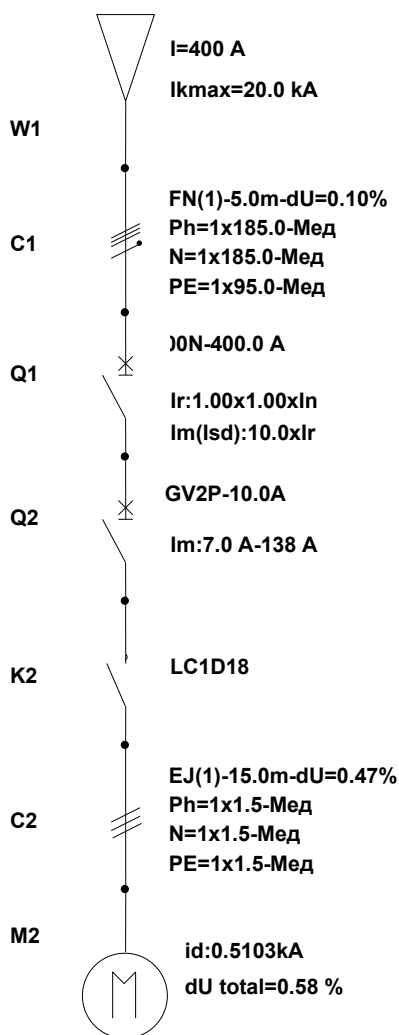 I=400 A
Ikmax=20.0 kA
W1
FN(1)-5.0m-dU=0.10%
Ph=1x185.0-Мед
C1
N=1x185.0-Мед
PE=1x95.0-Мед
00N-400.0 A
Q1
Ir:1.00x1.00xIn
Im(Isd):10.0xIr
GV2P-10.0A
Q2
Im:7.0 A-138 A
K2
LC1D18
EJ(1)-15.0m-dU=0.47%
Ph=1x1.5-Мед
C2
N=1x1.5-Мед
PE=1x1.5-Мед
M2
id:0.5103kA
dU total=0.58 %
M